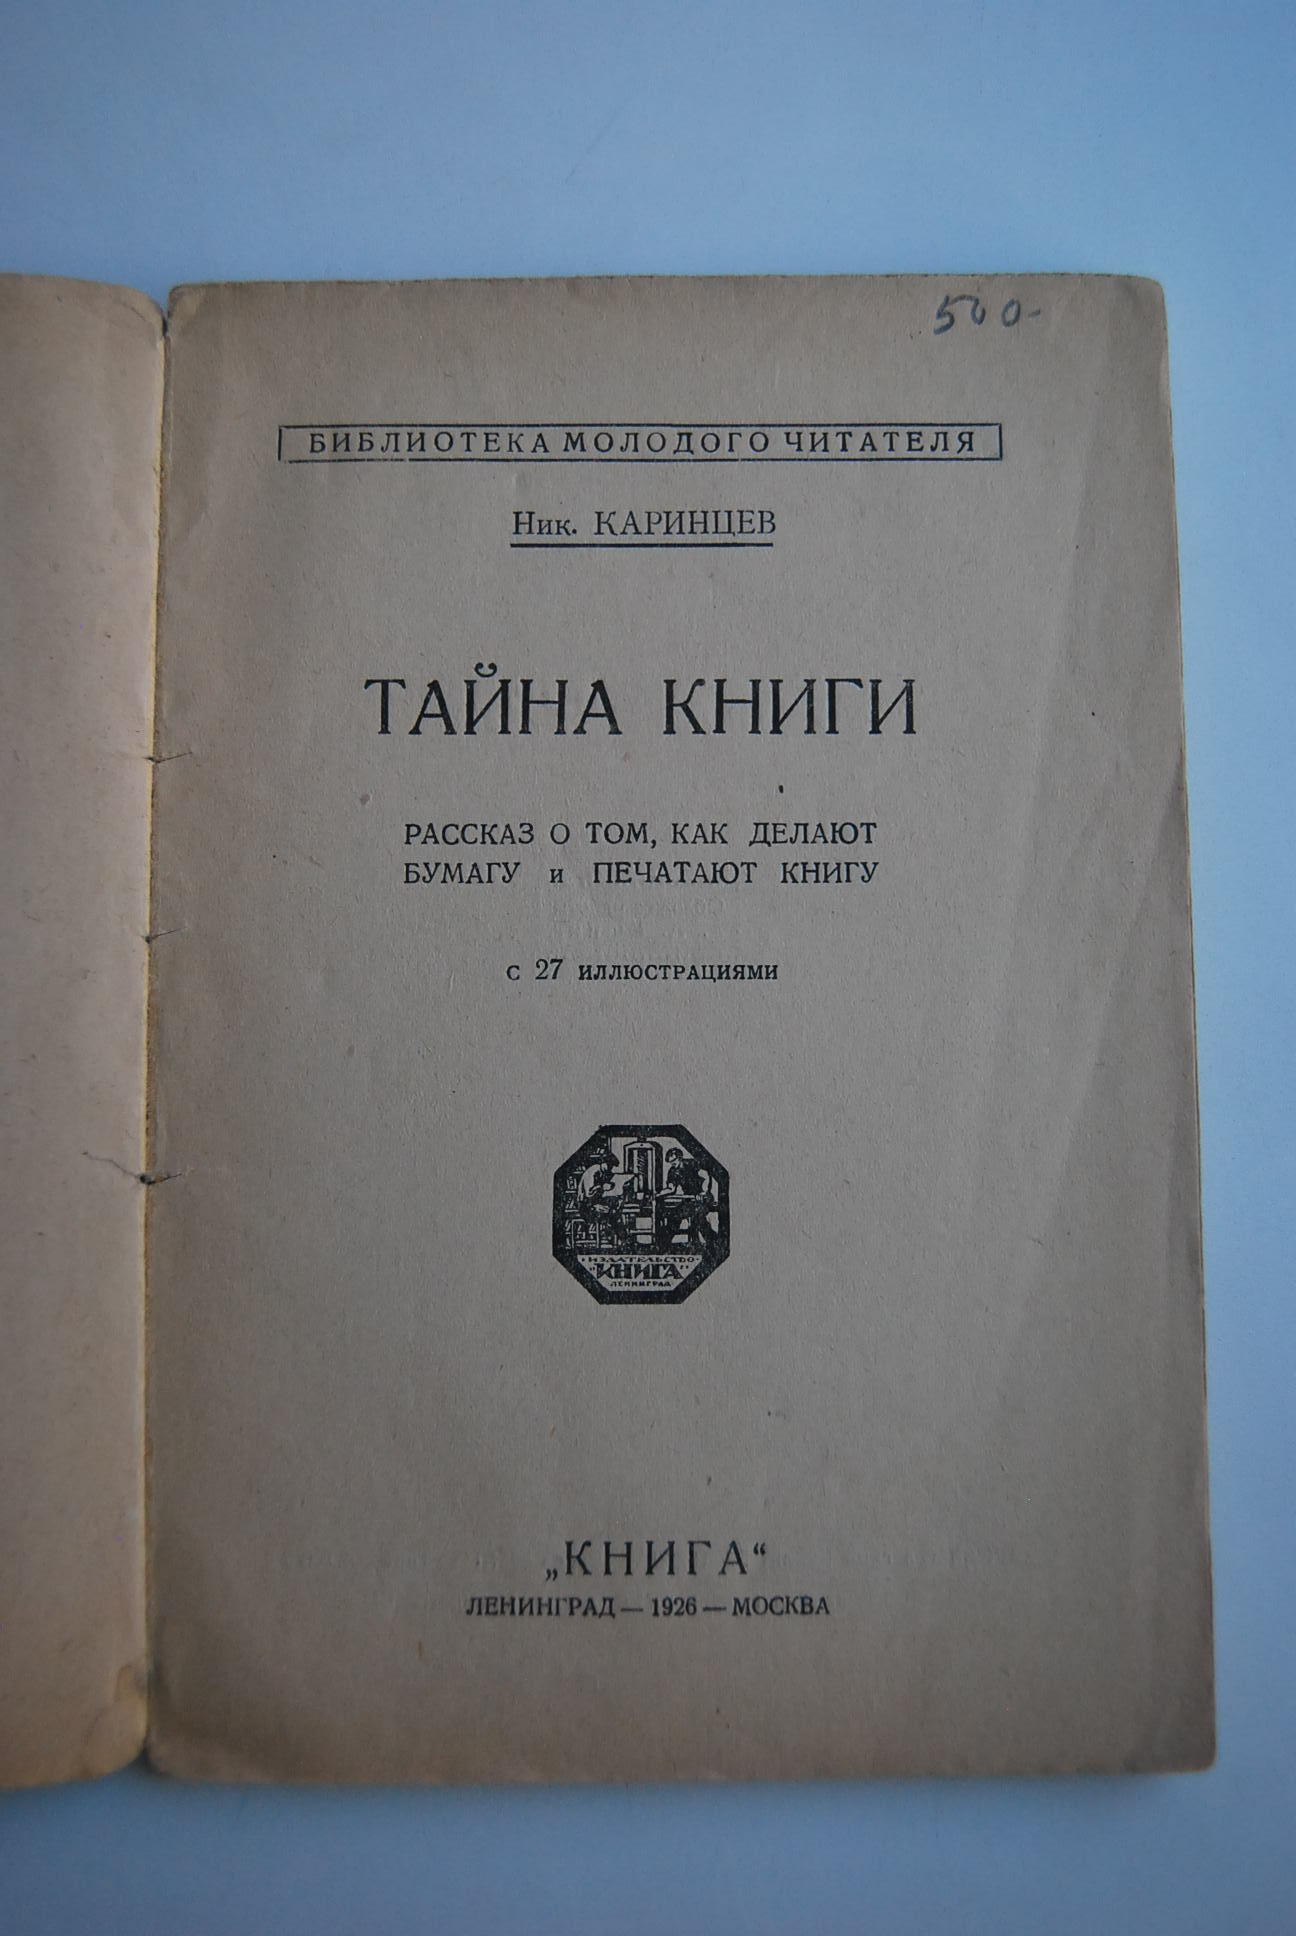 500-
БИБЛИОТЕКА МОЛОДОГО ЧИТАТЕЛЯ
Ник. КАРИНЦЕВ
ТАЙНА КНИГИ
РАССКАЗ О ТОМ, КАК ДЕЛАЮТ
БУМАГУ и ПЕЧАТАЮТ КНИГУ
С 27 ИЛЛЮСТРАЦИЯМИ
ИЗДАТЕЛЬСТВО
"КНИГА"
ЛЕНИНГРАД
„КНИГА“
ЛЕНИНГРАД — 1926 — МОСКВА